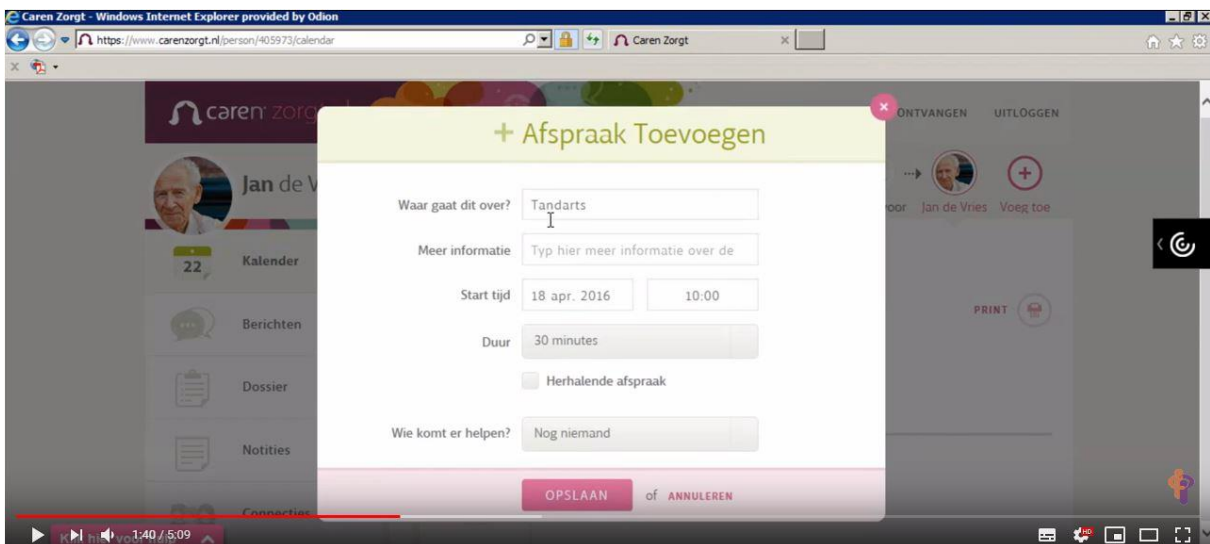 Caren Zorgt - Windows Internet Explorer provided by Odion
https://www.carenzorgt.nl/person/405973/calendar
Caren Zorgt
caren zorg
ONTVANGEN UITLOGGEN
+ Afspraak Toevoegen
Jan de V
Jan de Vries Voeg toe
Waar gaat dit over? Tandarts
Meer informatie Typ hier meer informatie over de
22 Kalender
Start tijd 18 apr. 2016 10:00
PRINT
Berichten
Duur 30 minutes
Herhalende afspraak
Dossier
Wie komt er helpen? Nog niemand
Notities
OPSLAAN of ANNULEREN
Connecties
1:40 / 5:09
HD